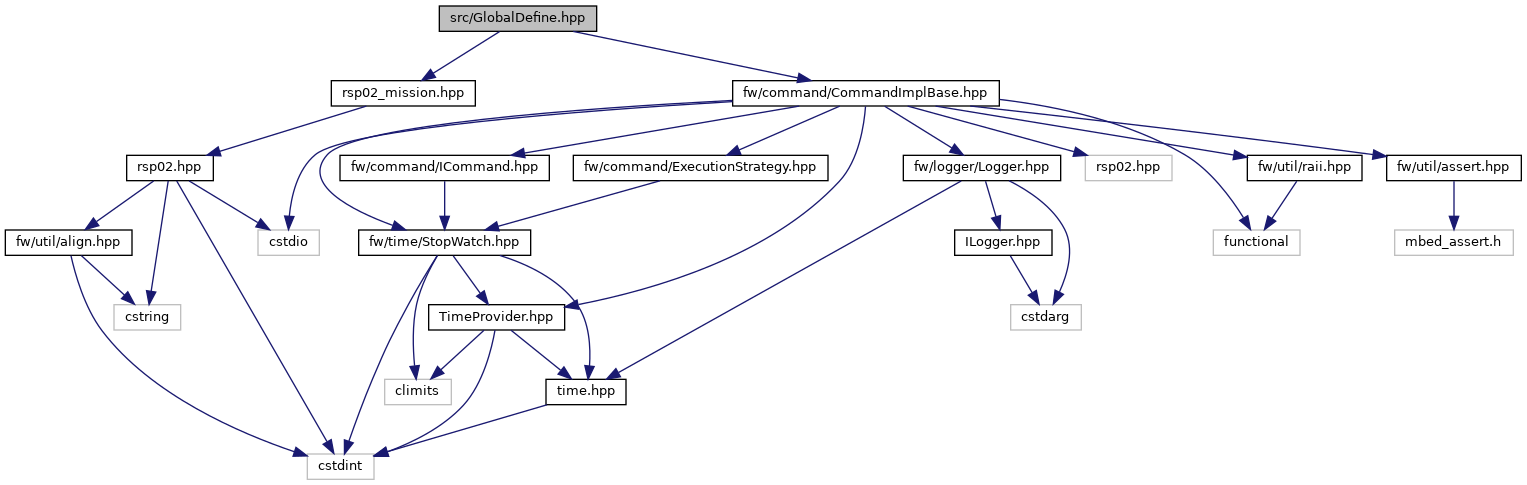 src/GlobalDefine.hpp
rsp02_mission.hpp
fw/command/CommandImplBase.hpp
rsp02.hpp
fw/command/ICommand.hpp
fw/command/ExecutionStrategy.hpp
fw/logger/Logger.hpp
rsp02.hpp
fw/util/raii.hpp
fw/util/assert.hpp
fw/util/align.hpp
cstdio
fw/time/StopWatch.hpp
ILogger.hpp
functional
mbed_assert.h
cstring
TimeProvider.hpp
cstdarg
climits
time.hpp
cstdint